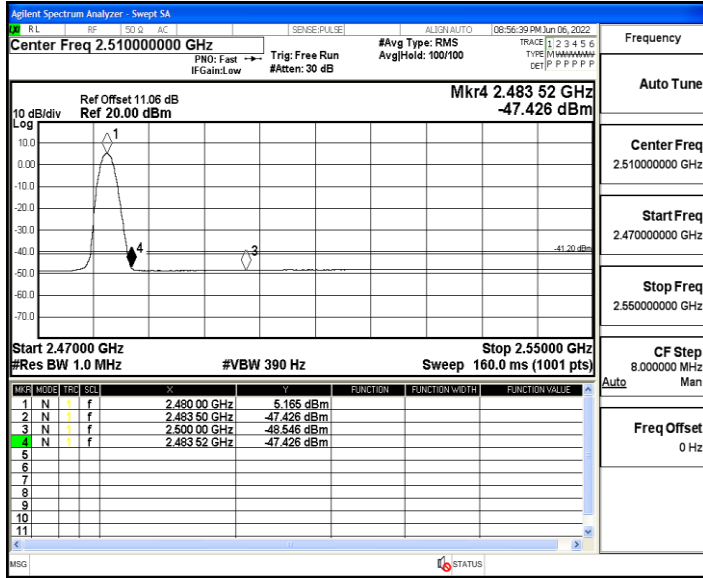 Agilent Spectrum Analyzer - Swept SA
RL RF 50 Ω AC SENSE:PULSE ALIGN AUTO 08:56:39 PM Jun 06, 2022
Center Freq 2.510000000 GHz
PNO: Fast
IFGain:Low
Trig: Free Run
#Atten: 30 dB
#Avg Type: RMS
Avg|Hold: 100/100
TRACE 1 2 3 4 5 6
TYPE M WWWWW
DET P P P P P P
Ref Offset 11.06 dB
10 dB/div Ref 20.00 dBm
Log
Mkr4 2.483 52 GHz
-47.426 dBm
10.0
0.00
-10.0
-20.0
-30.0
-40.0
-50.0
-60.0
-70.0
1
4
3
-41.20 dBm
Start 2.47000 GHz Stop 2.55000 GHz
#Res BW 1.0 MHz #VBW 390 Hz Sweep 160.0 ms (1001 pts)
MKR MODE TRC SCL X Y FUNCTION FUNCTION WIDTH FUNCTION VALUE
1 N 1 f 2.480 00 GHz 5.165 dBm
2 N 1 f 2.483 50 GHz -47.426 dBm
3 N 1 f 2.500 00 GHz -48.546 dBm
4 N 1 f 2.483 52 GHz -47.426 dBm
5
6
7
8
9
10
11
MSG STATUS
Frequency
Auto Tune
Center Freq
2.510000000 GHz
Start Freq
2.470000000 GHz
Stop Freq
2.550000000 GHz
CF Step
8.000000 MHz
Auto Man
Freq Offset
0 Hz